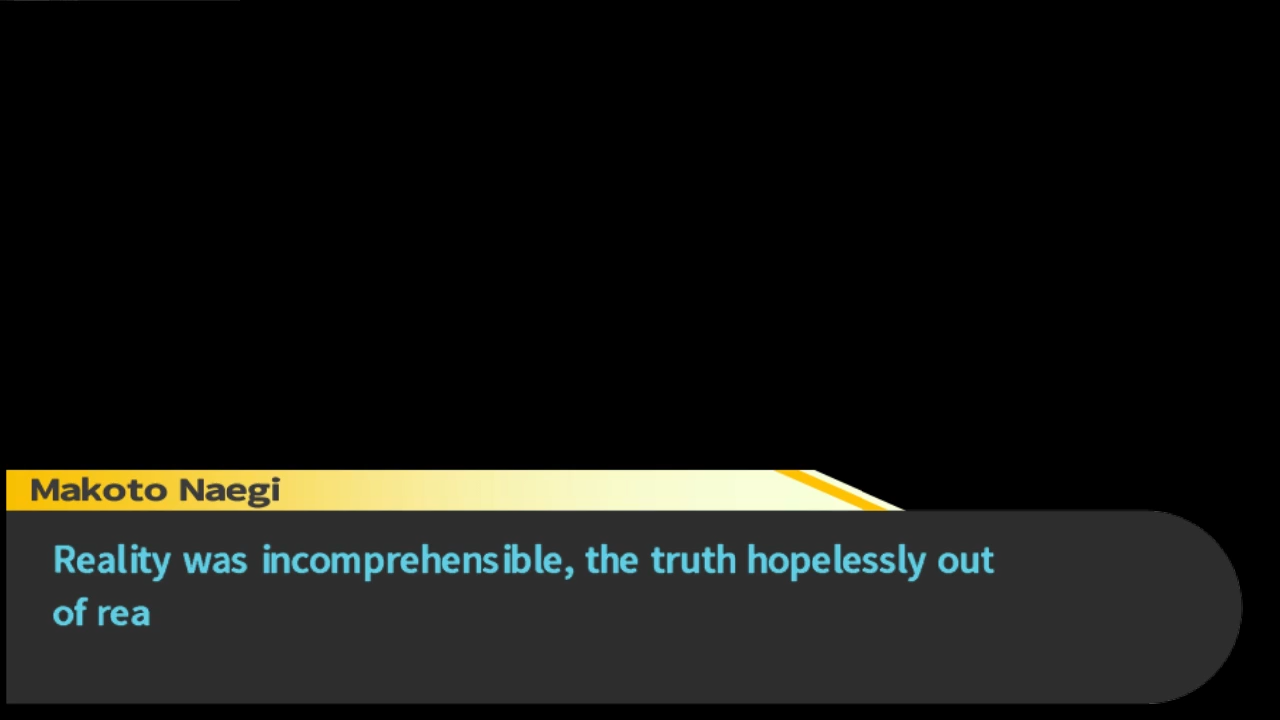 Makoto Naegi
Reality was incomprehensible, the truth hopelessly out
of rea